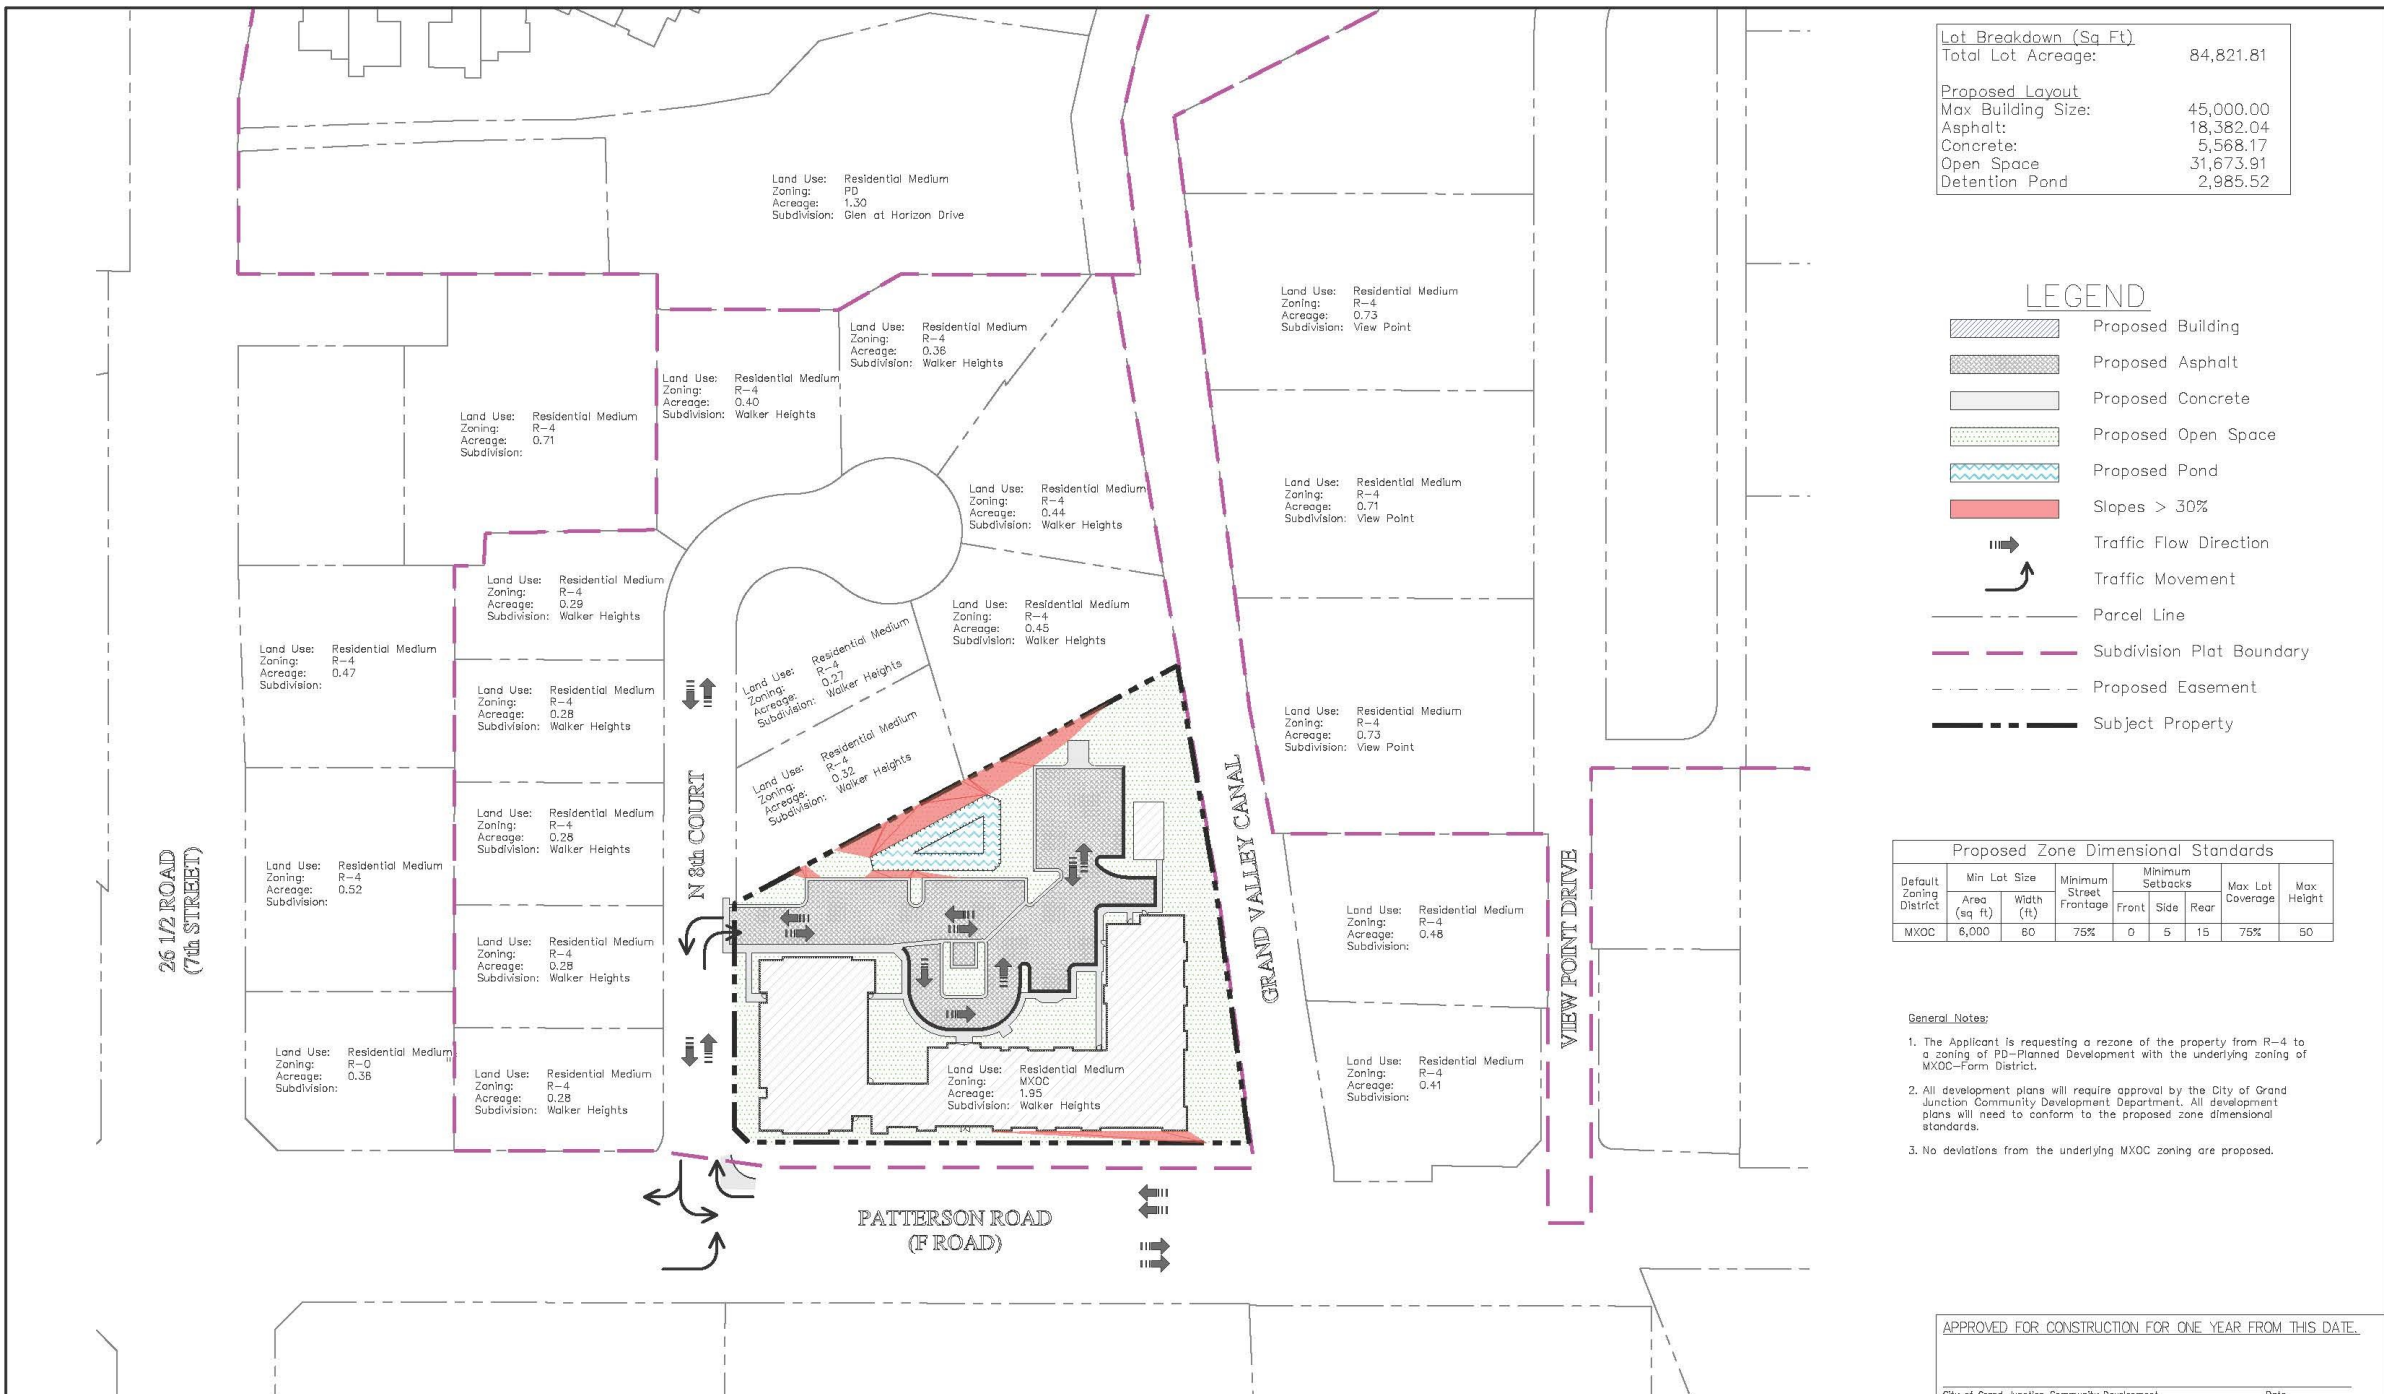 Lot Breakdown (Sq Ft)
Total Lot Acreage: 84,821.81
Proposed Layout
Max Building Size: 45,000.00
Asphalt: 18,382.04
Concrete: 5,568.17
Open Space 31,673.91
Detention Pond 2,985.52
Land Use: Residential Medium
Zoning: PD
Acreage: 1.30
Subdivision: Glen at Horizon Drive
Land Use: Residential Medium
Zoning: R-4
Acreage: 0.73
Subdivision: View Point
Land Use: Residential Medium
Zoning: R-4
Acreage: 0.36
Subdivision: Walker Heights
Land Use: Residential Medium
Zoning: R-4
Acreage: 0.40
Subdivision: Walker Heights
Land Use: Residential Medium
Zoning: R-4
Acreage: 0.71
Subdivision:
Land Use: Residential Medium
Zoning: R-4
Acreage: 0.44
Subdivision: Walker Heights
Land Use: Residential Medium
Zoning: R-4
Acreage: 0.71
Subdivision: View Point
Land Use: Residential Medium
Zoning: R-4
Acreage: 0.29
Subdivision: Walker Heights
Land Use: Residential Medium
Zoning: R-4
Acreage: 0.45
Subdivision: Walker Heights
Land Use: Residential Medium
Zoning: R-4
Acreage: 0.47
Subdivision:
Land Use: Residential Medium
Zoning: R-4
Acreage: 0.27
Subdivision: Walker Heights
Land Use: Residential Medium
Zoning: R-4
Acreage: 0.28
Subdivision: Walker Heights
Land Use: Residential Medium
Zoning: R-4
Acreage: 0.32
Subdivision: Walker Heights
Land Use: Residential Medium
Zoning: R-4
Acreage: 0.73
Subdivision: View Point
Land Use: Residential Medium
Zoning: R-4
Acreage: 0.28
Subdivision: Walker Heights
Land Use: Residential Medium
Zoning: R-4
Acreage: 0.52
Subdivision:
Land Use: Residential Medium
Zoning: R-4
Acreage: 0.28
Subdivision: Walker Heights
Land Use: Residential Medium
Zoning: R-4
Acreage: 0.48
Subdivision:
Land Use: Residential Medium
Zoning: R-O
Acreage: 0.38
Subdivision:
Land Use: Residential Medium
Zoning: R-4
Acreage: 0.28
Subdivision: Walker Heights
Land Use: Residential Medium
Zoning: MXOC
Acreage: 1.95
Subdivision: Walker Heights
Land Use: Residential Medium
Zoning: R-4
Acreage: 0.41
Subdivision:
26 1/2 ROAD
(7th STREET)
N 8th COURT
GRAND VALLEY CANAL
VIEW POINT DRIVE
PATTERSON ROAD
(F ROAD)
LEGEND
Proposed Building
Proposed Asphalt
Proposed Concrete
Proposed Open Space
Proposed Pond
Slopes > 30%
Traffic Flow Direction
Traffic Movement
Parcel Line
Subdivision Plat Boundary
Proposed Easement
Subject Property
Proposed Zone Dimensional Standards
Default Zoning District | Min Lot Size | Minimum Street Frontage | Minimum Setbacks | Max Lot Coverage | Max Height
Area (sq ft) | Width (ft) | Front | Side | Rear
MXOC 6,000 60 75% 0 5 15 75% 50
General Notes:
1. The Applicant is requesting a rezone of the property from R-4 to
a zoning of PD-Planned Development with the underlying zoning of
MXOC-Form District.
2. All development plans will require approval by the City of Grand
Junction Community Development Department. All development
plans will need to conform to the proposed zone dimensional
standards.
3. No deviations from the underlying MXOC zoning are proposed.
APPROVED FOR CONSTRUCTION FOR ONE YEAR FROM THIS DATE.
City of Grand Junction Community Development Date